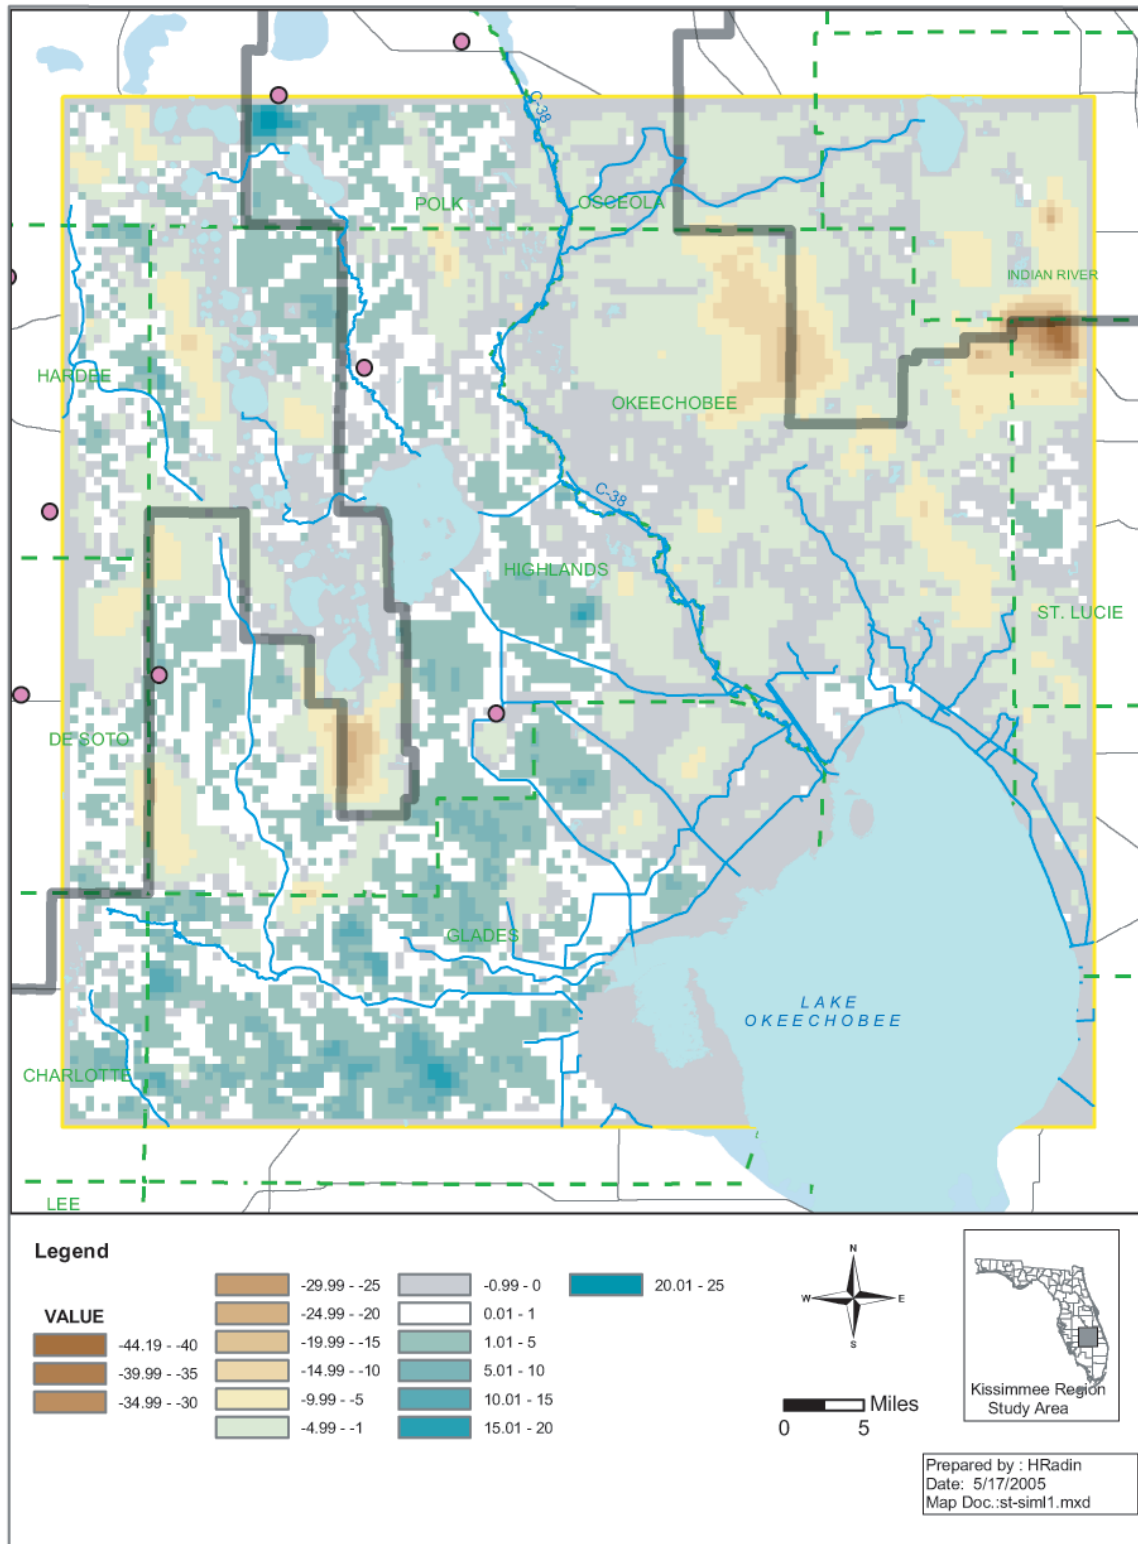 C-38
POLK
OSCEOLA
INDIAN RIVER
HARDEE
OKEECHOBEE
C-38
HIGHLANDS
ST. LUCIE
DE SOTO
GLADES
LAKE
OKEECHOBEE
CHARLOTTE
LEE
Legend
VALUE
-44.19 - -40
-39.99 - -35
-34.99 - -30
-29.99 - -25
-24.99 - -20
-19.99 - -15
-14.99 - -10
-9.99 - -5
-4.99 - -1
-0.99 - 0
0.01 - 1
1.01 - 5
5.01 - 10
10.01 - 15
15.01 - 20
20.01 - 25
N
W E
S
Miles
0 5
Kissimmee Region
Study Area
Prepared by : HRadin
Date: 5/17/2005
Map Doc.:st-siml1.mxd